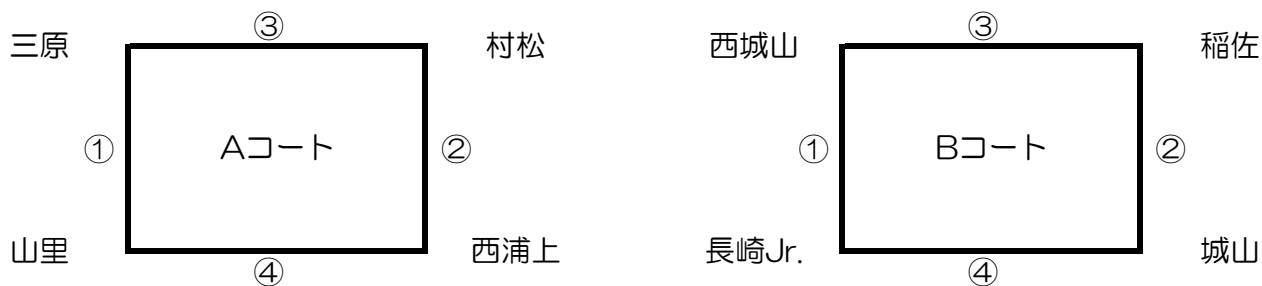 ③ ③
三原 村松 西城山 稲佐
① Aコート ② ① Bコート ②
山里 西浦上 長崎Jr. 城山
④ ④